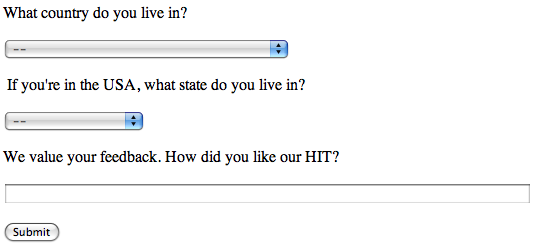 What country do you live in?
--
If you're in the USA, what state do you live in?
--
We value your feedback. How did you like our HIT?
Submit